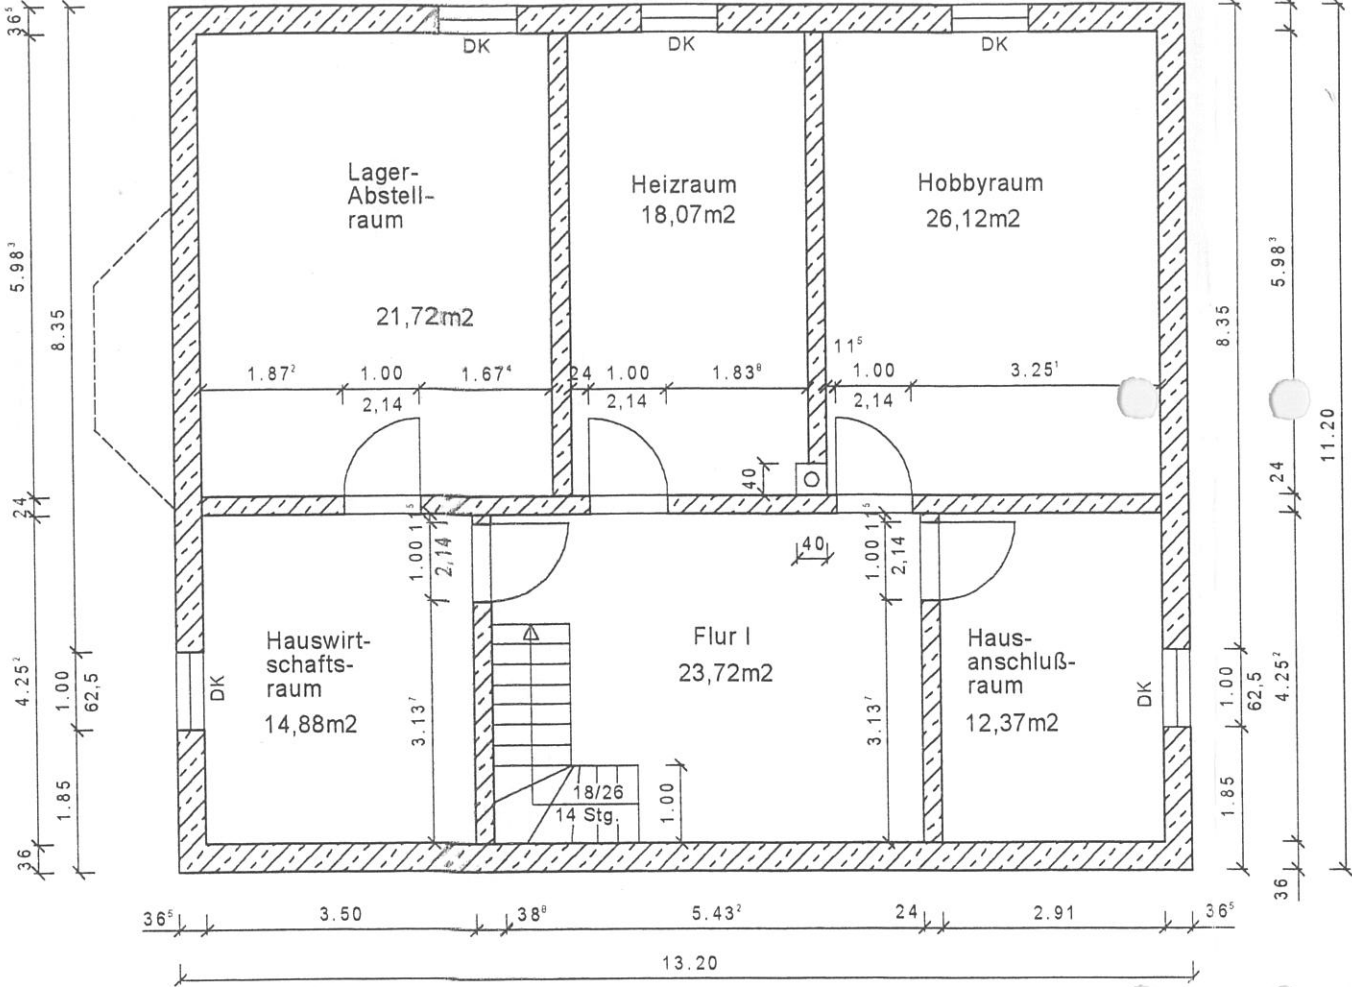 DK
DK
DK
Lager-
Abstell-
raum
21,72m2
Heizraum
18,07m2
Hobbyraum
26,12m2
1.87² 1.00 1.67⁴ 24 1.00 1.83⁸ 11⁵ 1.00 3.25¹
2,14 2,14 2,14
40
40
1.00 11⁵
2,14
3.13⁷
1.00 11⁵
2,14
3.13⁷
Hauswirt-
schafts-
raum
14,88m2
DK
Flur I
23,72m2
Haus-
anschluß-
raum
12,37m2
DK
18/26
14 Stg.
1.00
36⁵
5.98³
24
4.25²
36
8.35
1.00
62,5
1.85
8.35
1.00
62,5
1.85
5.98³
24
4.25²
36
11.20
36⁵ 3.50 38⁸ 5.43² 24 2.91 36⁵
13.20